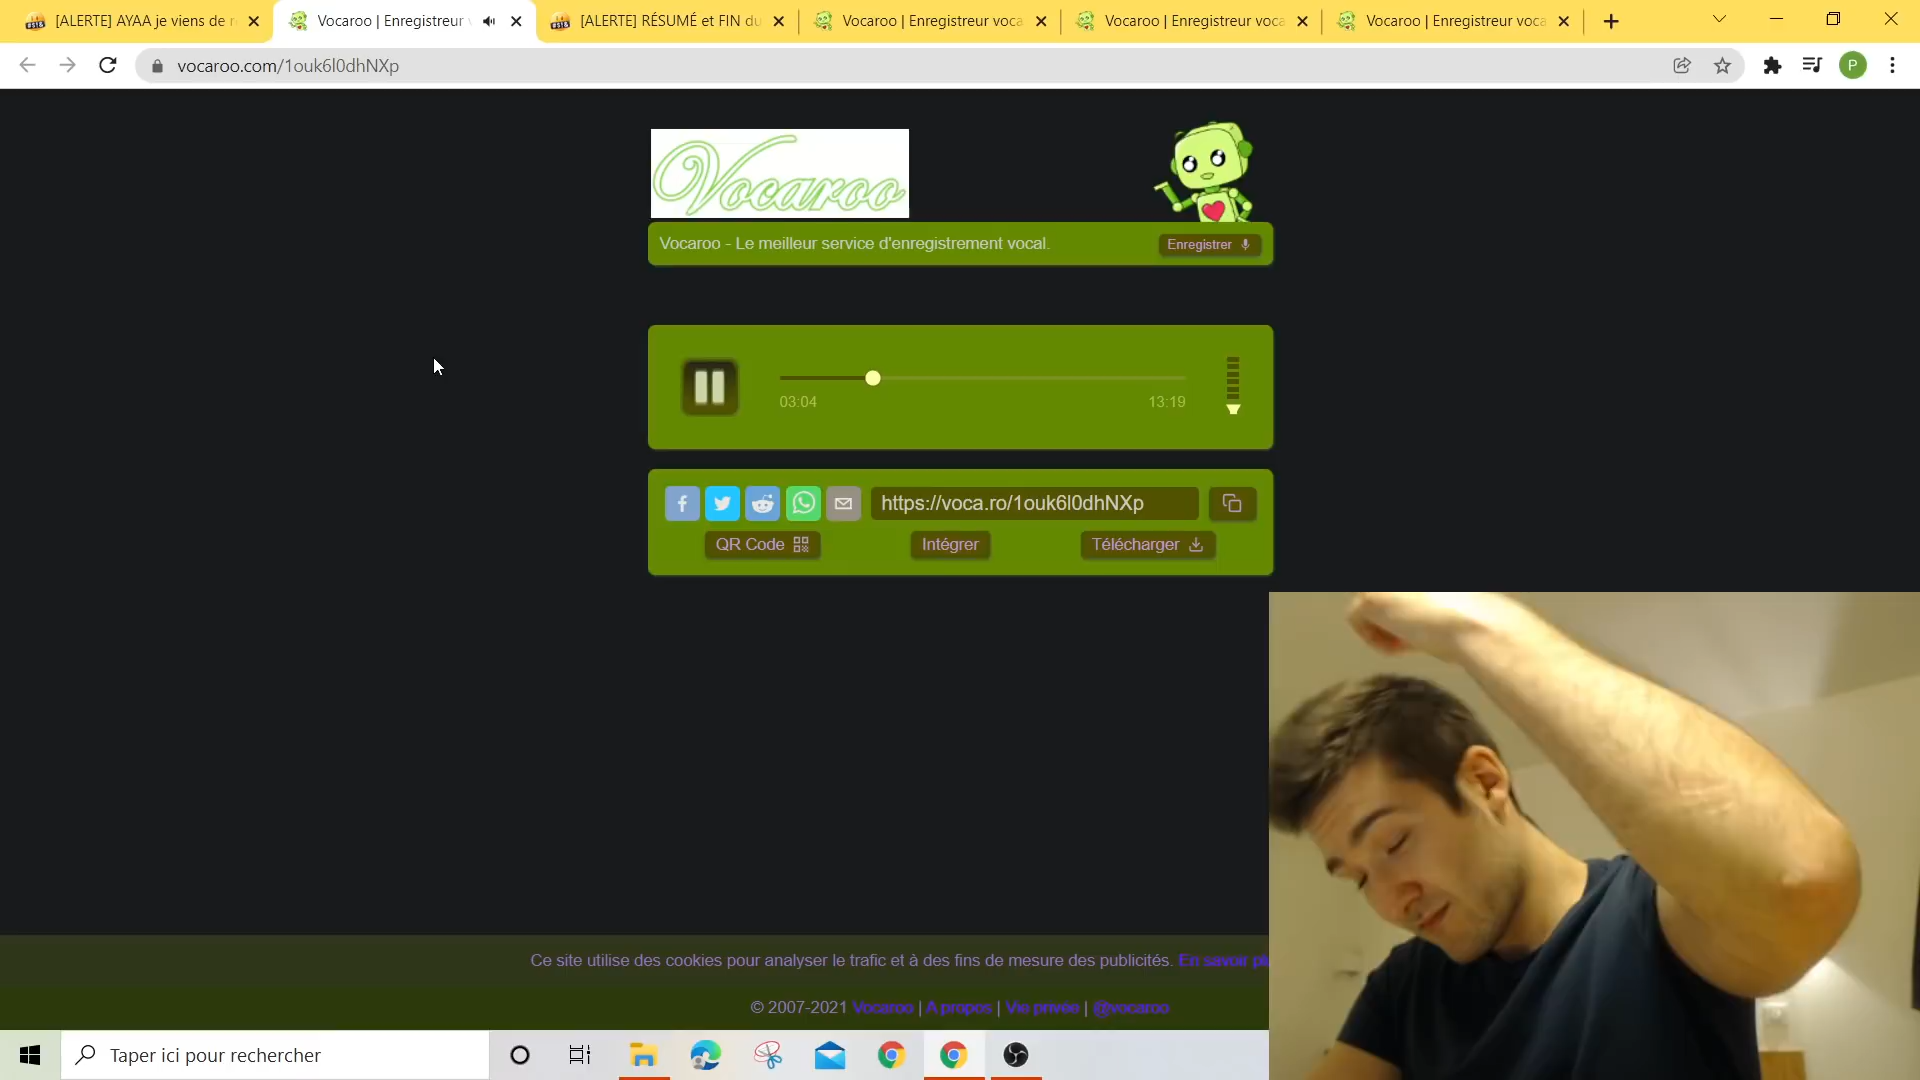 [ALERTE] AYAA je viens de r
Vocaroo | Enregistreur v
[ALERTE] RÉSUMÉ et FIN du
Vocaroo | Enregistreur voca
Vocaroo | Enregistreur voca
Vocaroo | Enregistreur voca
vocaroo.com/1ouk6l0dhNXp
P
Vocaroo
Vocaroo - Le meilleur service d'enregistrement vocal.
Enregistrer
03:04
13:19
https://voca.ro/1ouk6l0dhNXp
QR Code
Intégrer
Télécharger
Ce site utilise des cookies pour analyser le trafic et à des fins de mesure des publicités. En savoir plu
© 2007-2021 Vocaroo | A propos | Vie privée | @vocaroo
Taper ici pour rechercher